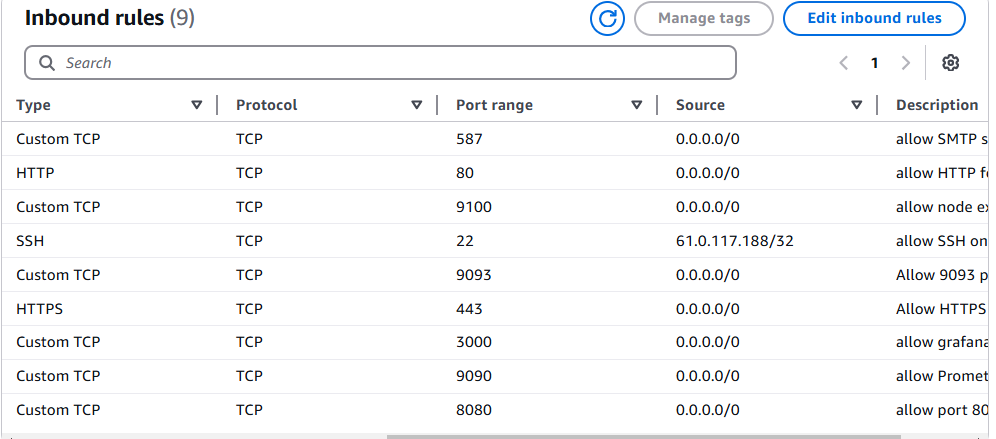 Inbound rules (9)
Manage tags
Edit inbound rules
Search
1
Type Protocol Port range Source Description
Custom TCP TCP 587 0.0.0.0/0 allow SMTP s
HTTP TCP 80 0.0.0.0/0 allow HTTP fo
Custom TCP TCP 9100 0.0.0.0/0 allow node ex
SSH TCP 22 61.0.117.188/32 allow SSH on
Custom TCP TCP 9093 0.0.0.0/0 Allow 9093 p
HTTPS TCP 443 0.0.0.0/0 Allow HTTPS
Custom TCP TCP 3000 0.0.0.0/0 allow grafana
Custom TCP TCP 9090 0.0.0.0/0 allow Promet
Custom TCP TCP 8080 0.0.0.0/0 allow port 80